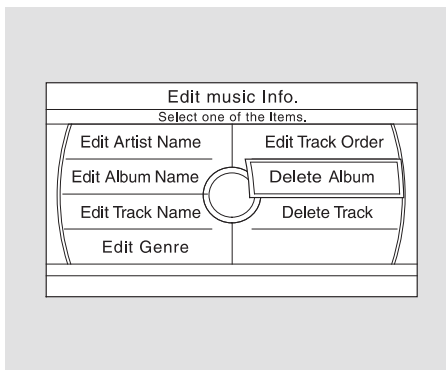 Edit music Info.
Select one of the Items.
Edit Artist Name
Edit Album Name
Edit Track Name
Edit Genre
Edit Track Order
Delete Album
Delete Track